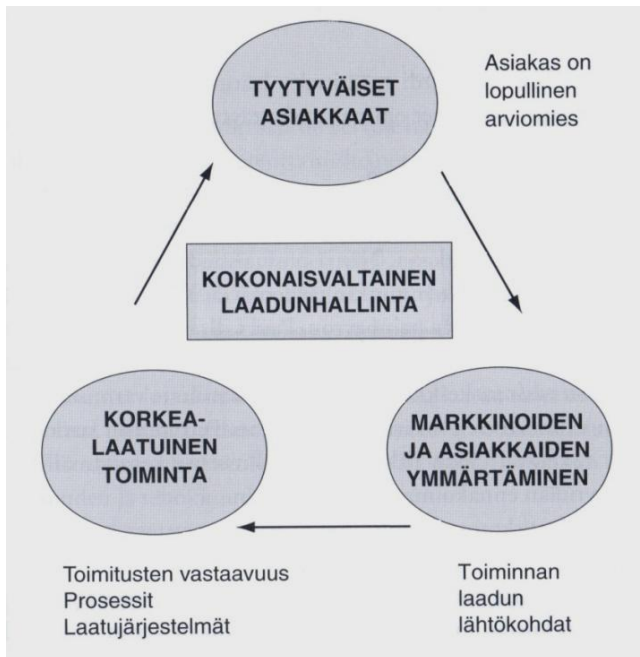 TYYTYVÄISET
ASIAKKAAT
Asiakas on
lopullinen
arviomies
KOKONAISVALTAINEN
LAADUNHALLINTA
KORKEA-
LAATUINEN
TOIMINTA
MARKKINOIDEN
JA ASIAKKAIDEN
YMMÄRTÄMINEN
Toimitusten vastaavuus
Prosessit
Laatujärjestelmät
Toiminnan
laadun
lähtökohdat